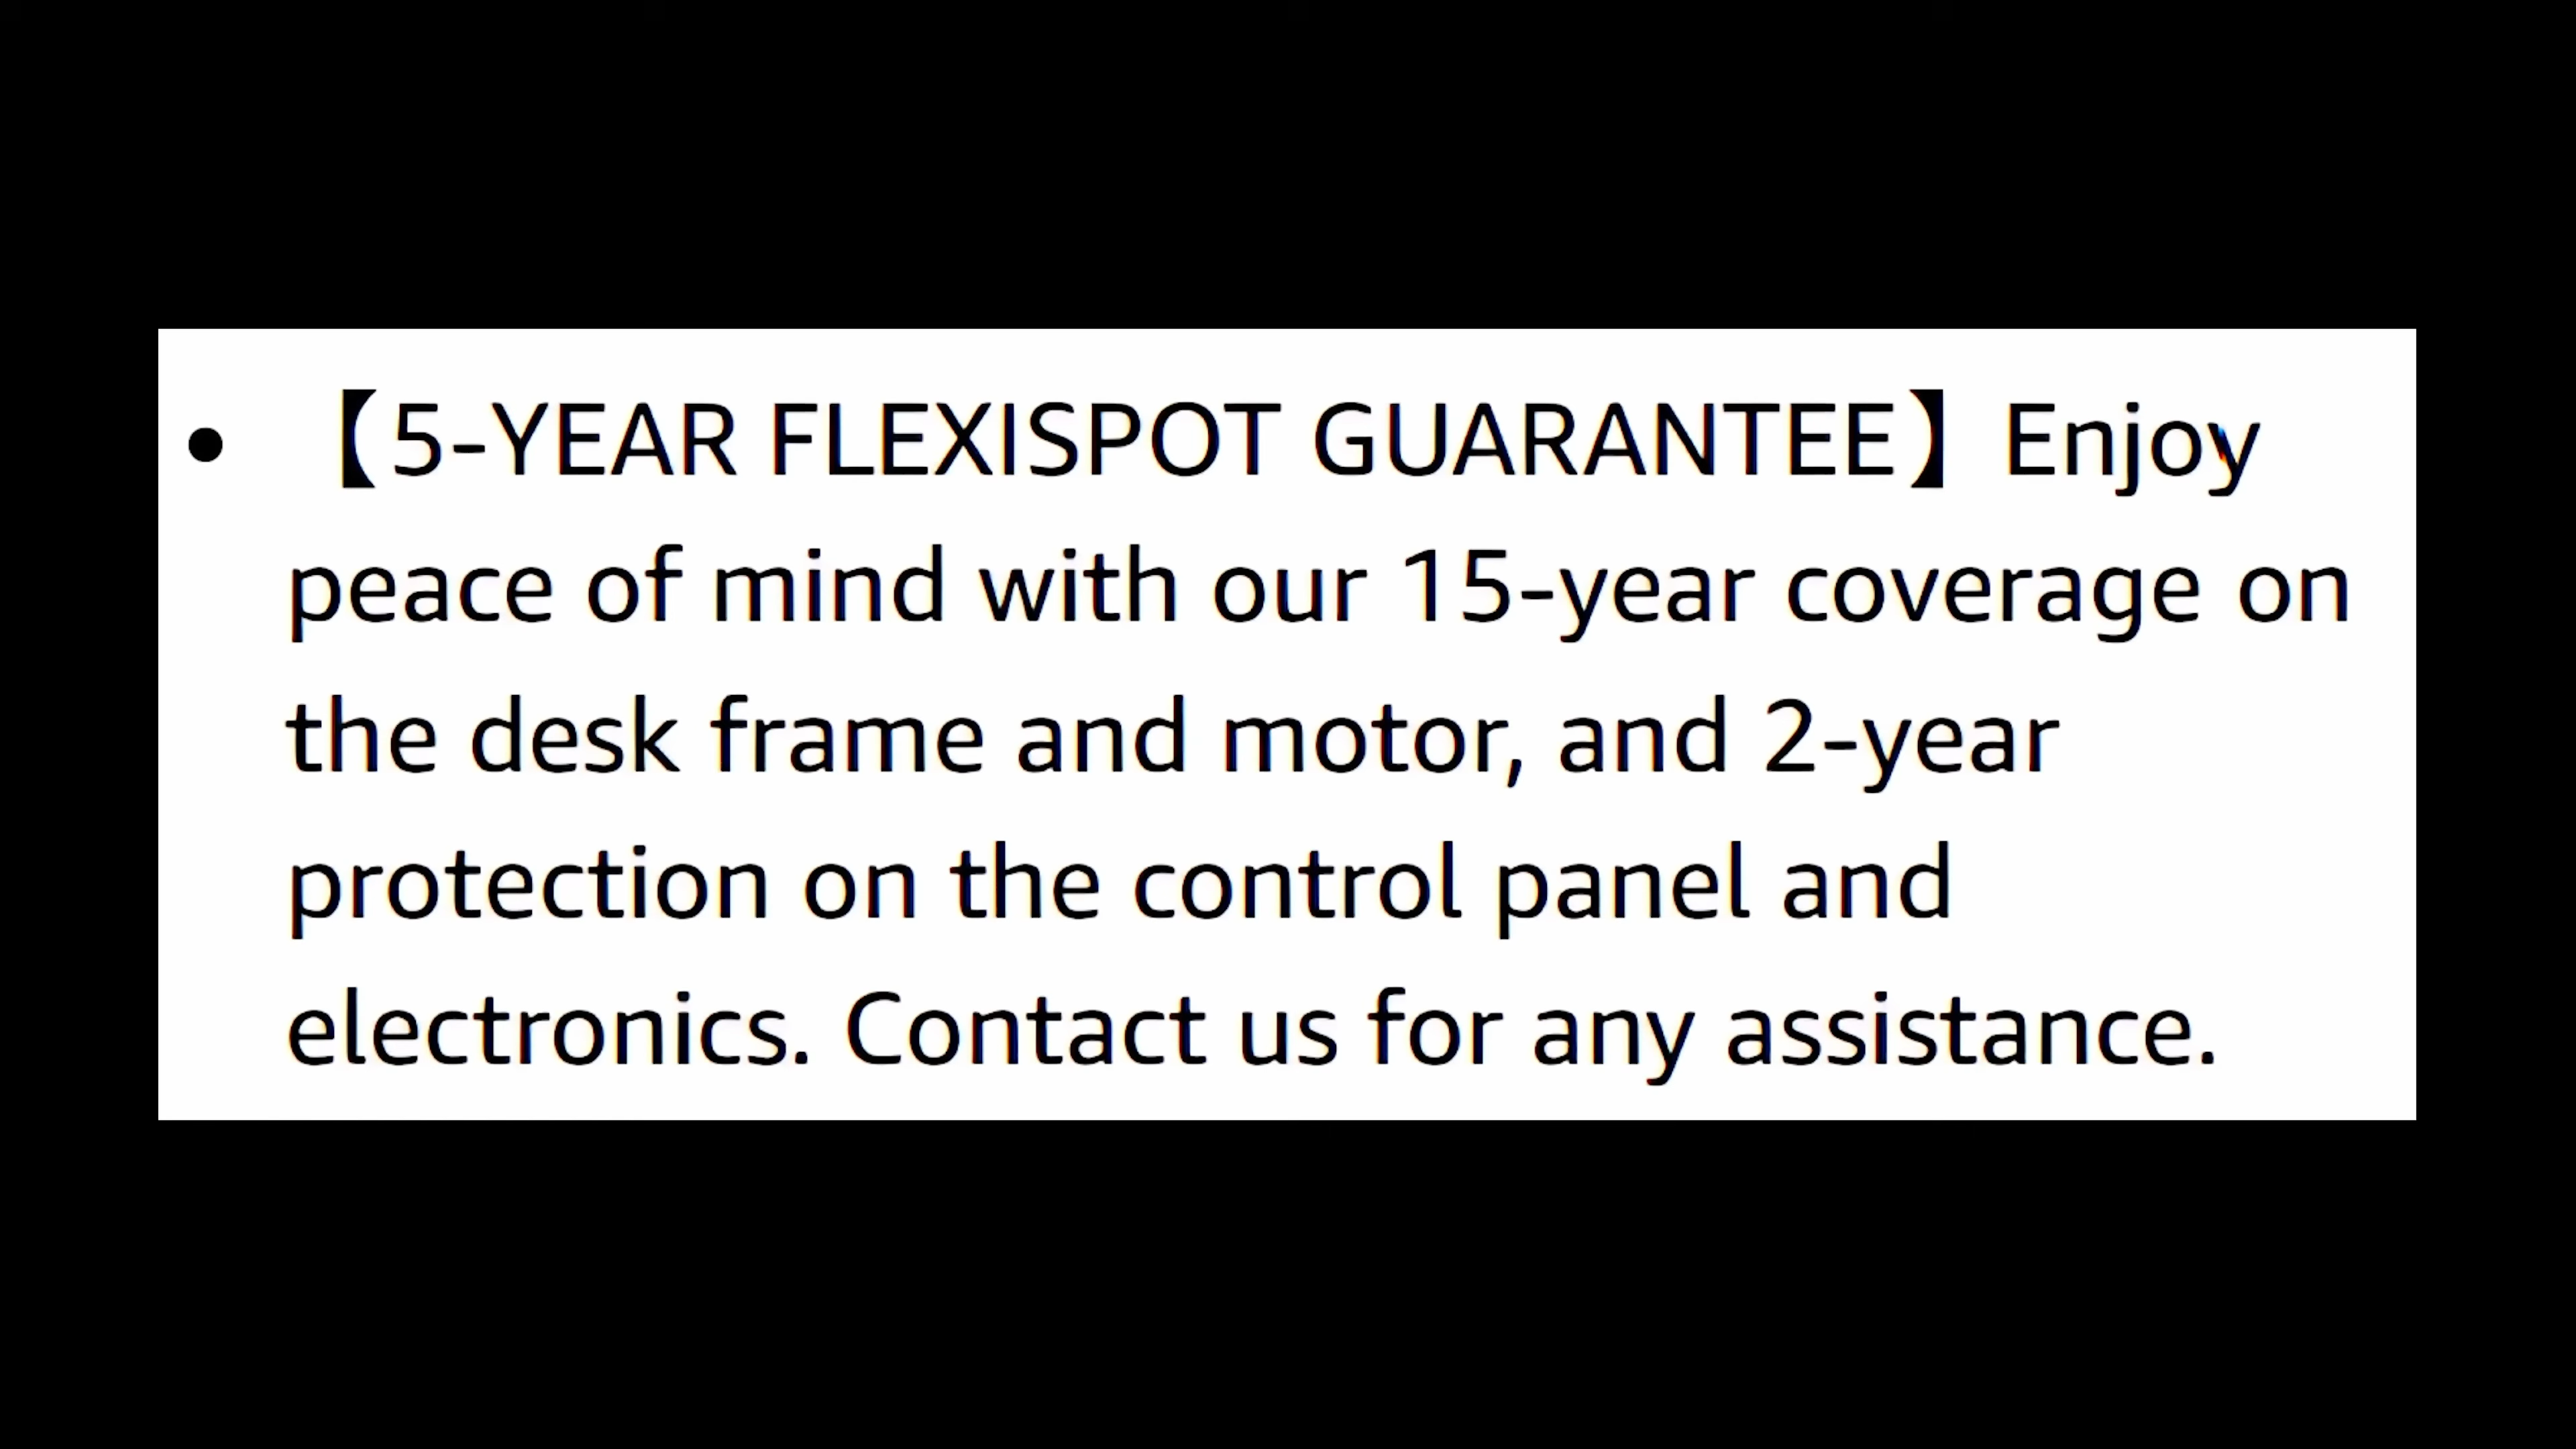 • 【5-YEAR FLEXISPOT GUARANTEE】Enjoy
peace of mind with our 15-year coverage on
the desk frame and motor, and 2-year
protection on the control panel and
electronics. Contact us for any assistance.